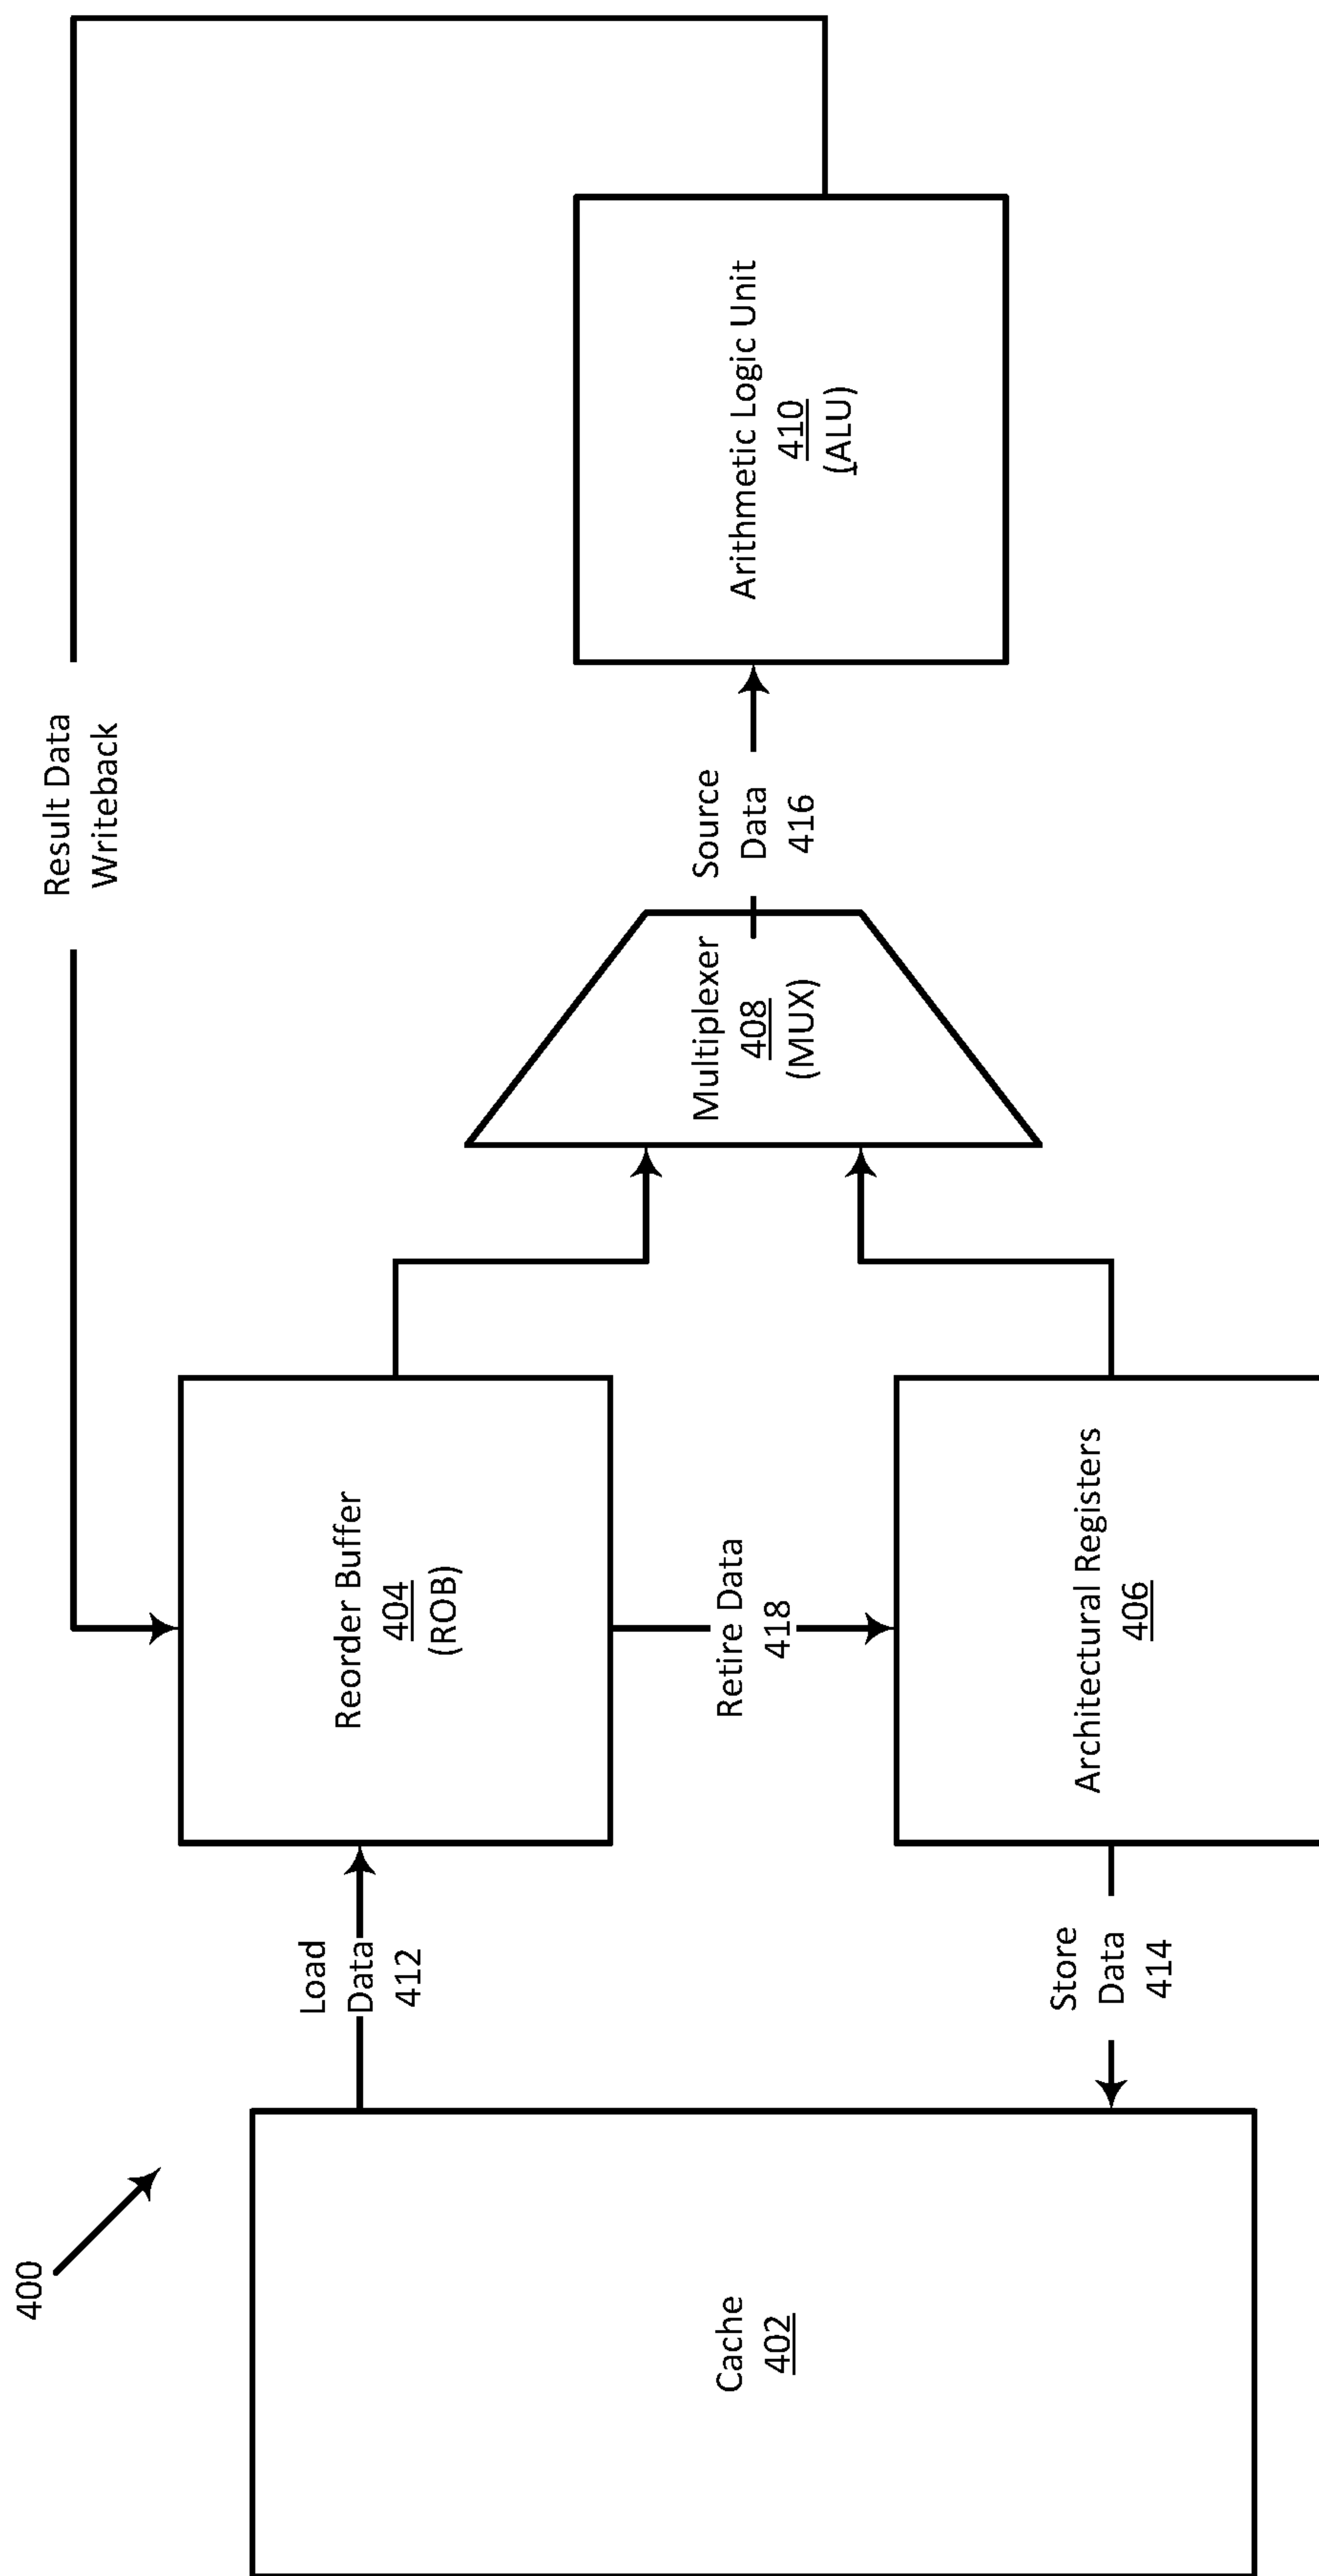 400
Result Data
Writeback
Load
Data
412
Reorder Buffer
404
(ROB)
Cache
402
Retire Data
418
Multiplexer
408
(MUX)
Source
Data
416
Arithmetic Logic Unit
410
(ALU)
Store
Data
414
Architectural Registers
406